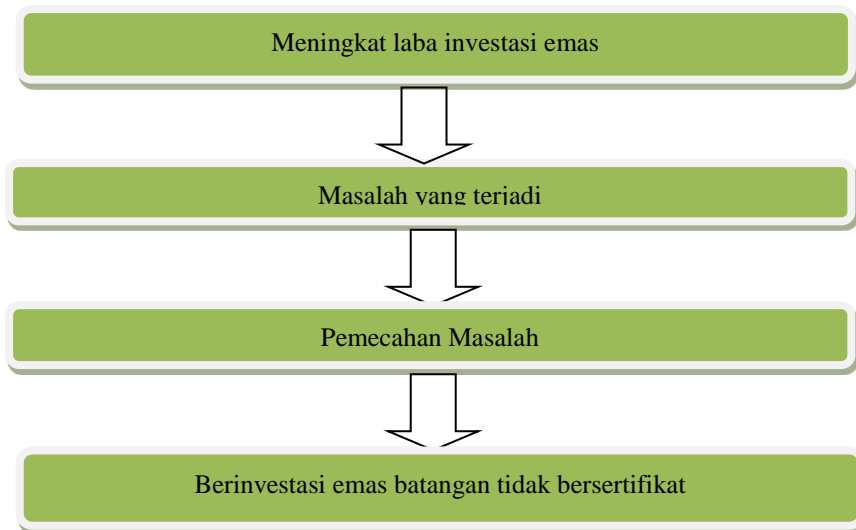 Meningkat laba investasi emas
Masalah yang terjadi
Pemecahan Masalah
Berinvestasi emas batangan tidak bersertifikat